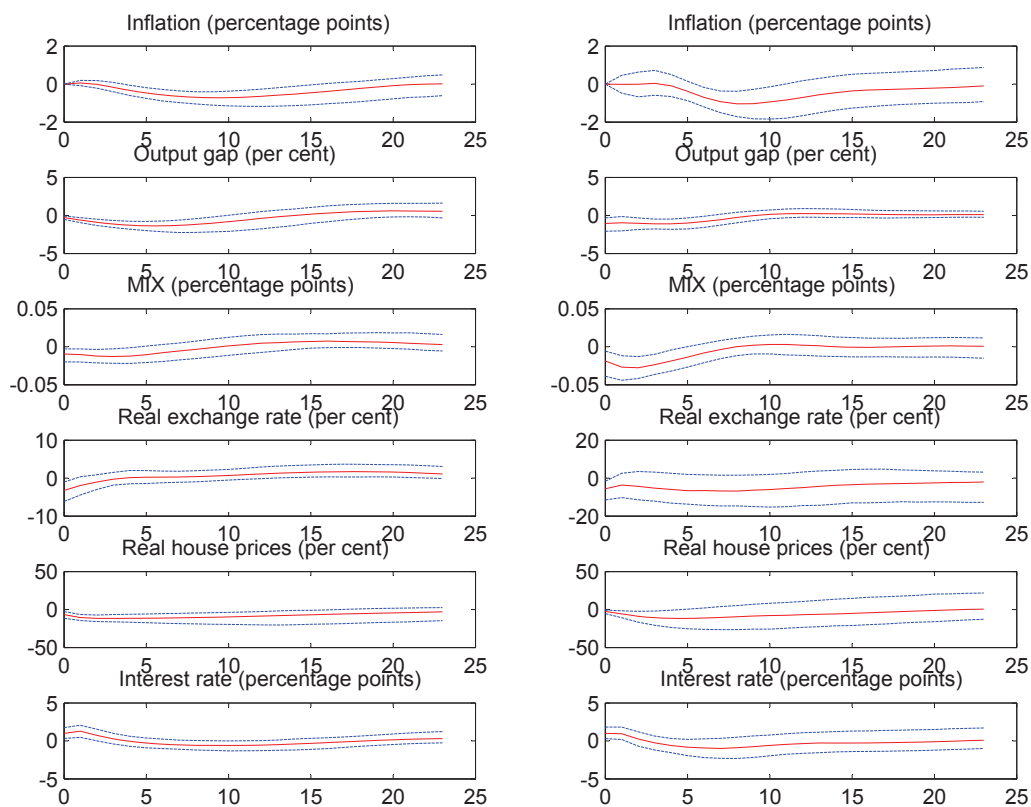 Inflation (percentage points)
2
0
-2
0 5 10 15 20 25
Output gap (per cent)
5
0
-5
0 5 10 15 20 25
MIX (percentage points)
0.05
0
-0.05
0 5 10 15 20 25
Real exchange rate (per cent)
10
0
-10
0 5 10 15 20 25
Real house prices (per cent)
50
0
-50
0 5 10 15 20 25
Interest rate (percentage points)
5
0
-5
0 5 10 15 20 25
Inflation (percentage points)
2
0
-2
0 5 10 15 20 25
Output gap (per cent)
5
0
-5
0 5 10 15 20 25
MIX (percentage points)
0.05
0
-0.05
0 5 10 15 20 25
Real exchange rate (per cent)
20
0
-20
0 5 10 15 20 25
Real house prices (per cent)
50
0
-50
0 5 10 15 20 25
Interest rate (percentage points)
5
0
-5
0 5 10 15 20 25